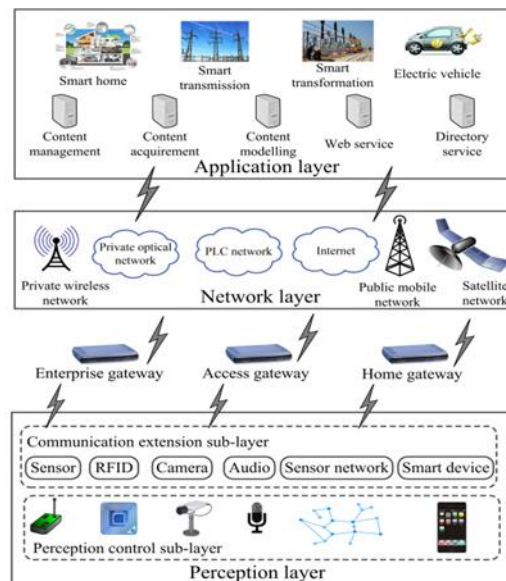 Smart home
Smart
transmission
Smart
transformation
Electric vehicle
Content
management
Content
acquirement
Content
modelling
Web service
Directory
service
Application layer
Private wireless
network
Private optical
network
PLC network
Internet
Public mobile
network
Satellite
network
Network layer
Enterprise gateway
Access gateway
Home gateway
Communication extension sub-layer
Sensor
RFID
Camera
Audio
Sensor network
Smart device
Perception control sub-layer
Perception layer